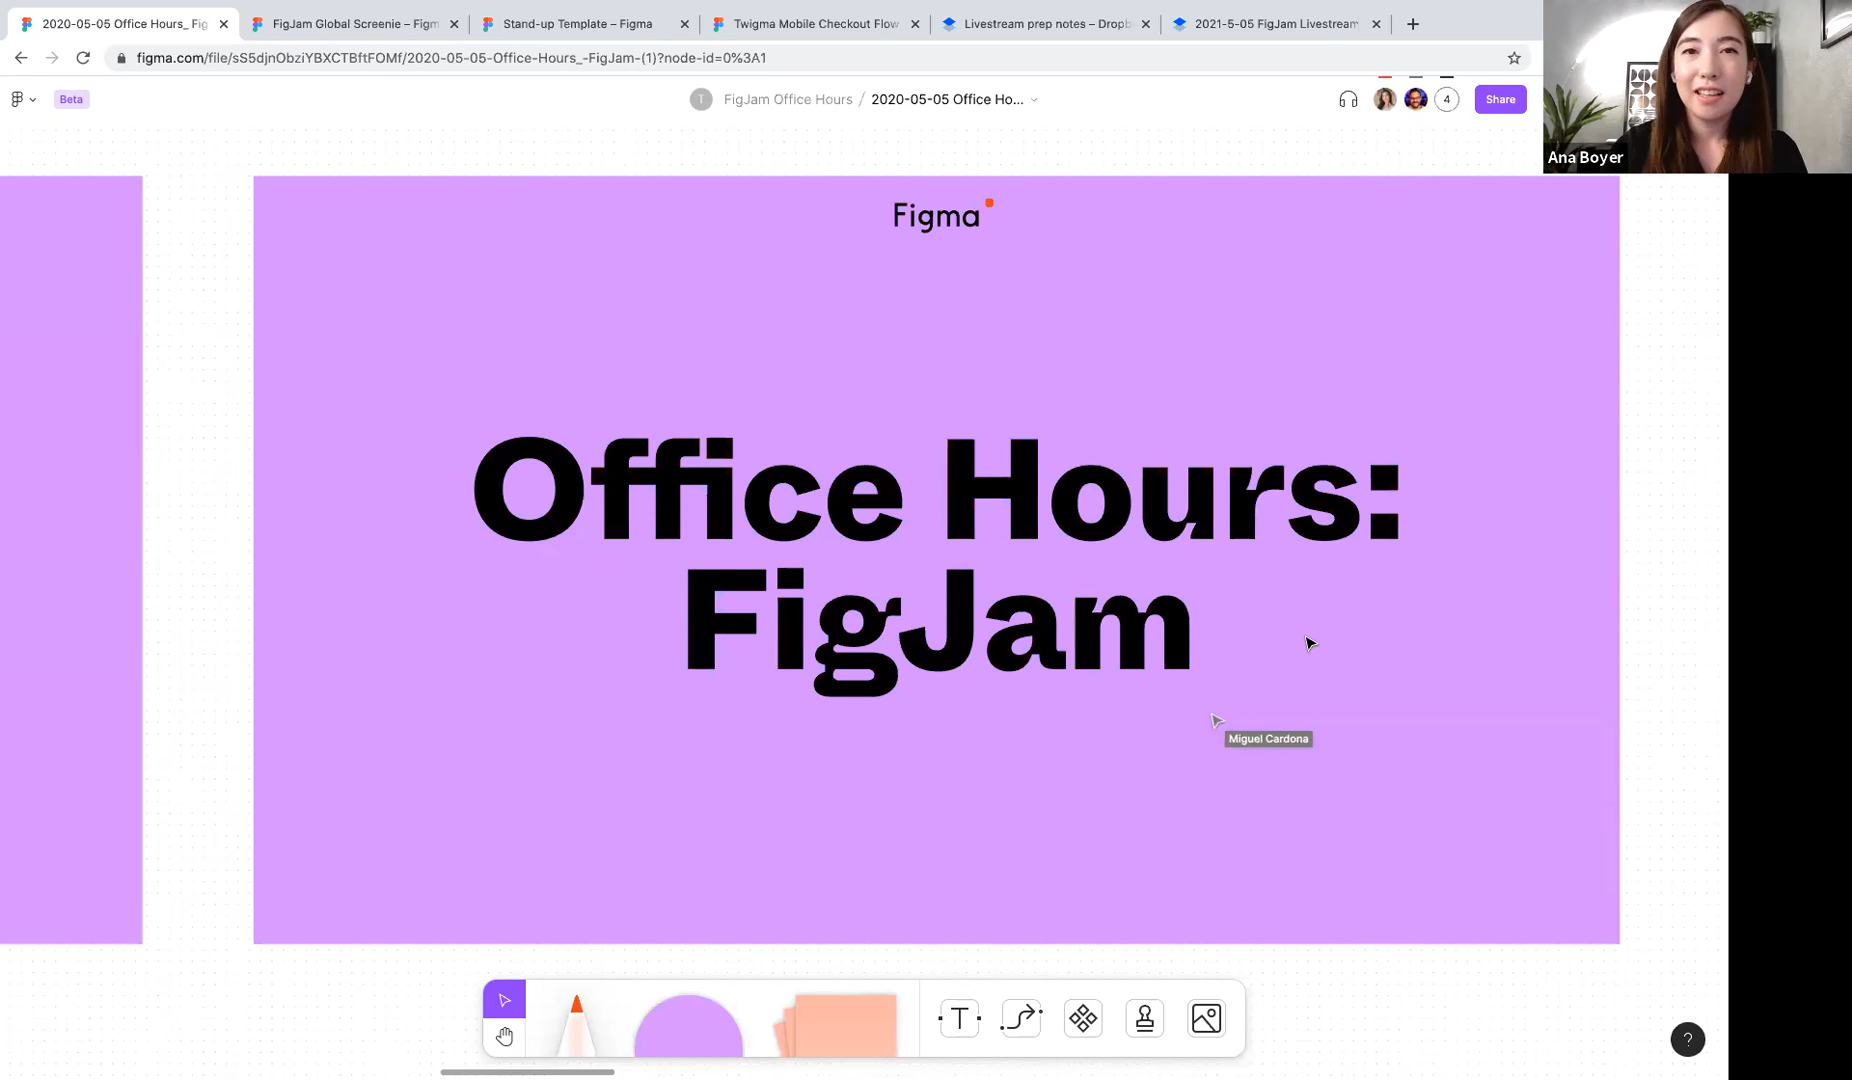 2020-05-05 Office Hours_ Fig
FigJam Global Screenie – Figm
Stand-up Template – Figma
Twigma Mobile Checkout Flow
Livestream prep notes – Dropb
2021-5-05 FigJam Livestream
figma.com/file/sS5djnObziYBXCTBftFOMf/2020-05-05-Office-Hours_-FigJam-(1)?node-id=0%3A1
Beta
T
FigJam Office Hours / 2020-05-05 Office Ho...
4
Share
Ana Boyer
Figma
Office Hours:
FigJam
Miguel Cardona
T
?